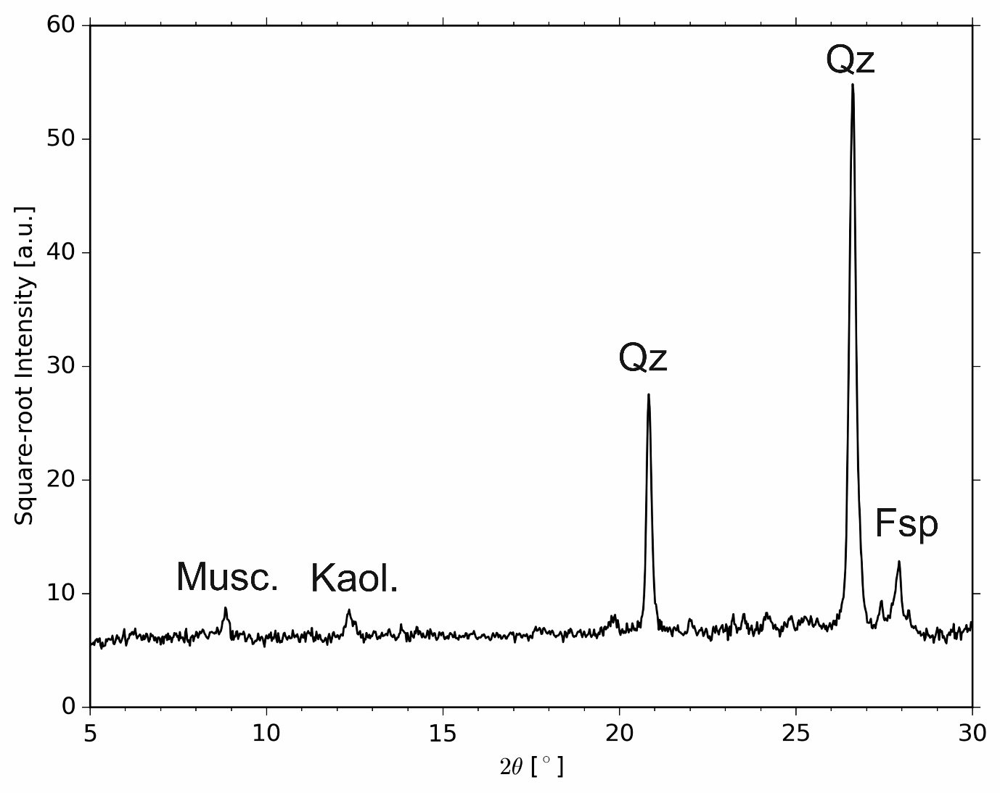 60
50
40
30
20
10
0
Square-root Intensity [a.u.]
Qz
Qz
Fsp
Musc. Kaol.
5 10 15 20 25 30
2θ [°]